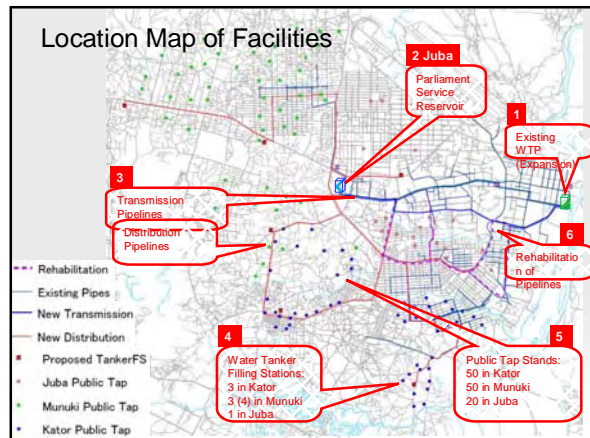 Location Map of Facilities
2 Juba
Parliament
Service
Reservoir
1
Existing
WTP
(Expansion)
3
Transmission
Pipelines
Distribution
Pipelines
6
Rehabilitatio
n of
Pipelines
Rehabilitation
Existing Pipes
New Transmission
New Distribution
Proposed TankerFS
Juba Public Tap
Munuki Public Tap
Kator Public Tap
4
Water Tanker
Filling Stations:
3 in Kator
3 (4) in Munuki
1 in Juba
5
Public Tap Stands:
50 in Kator
50 in Munuki
20 in Juba